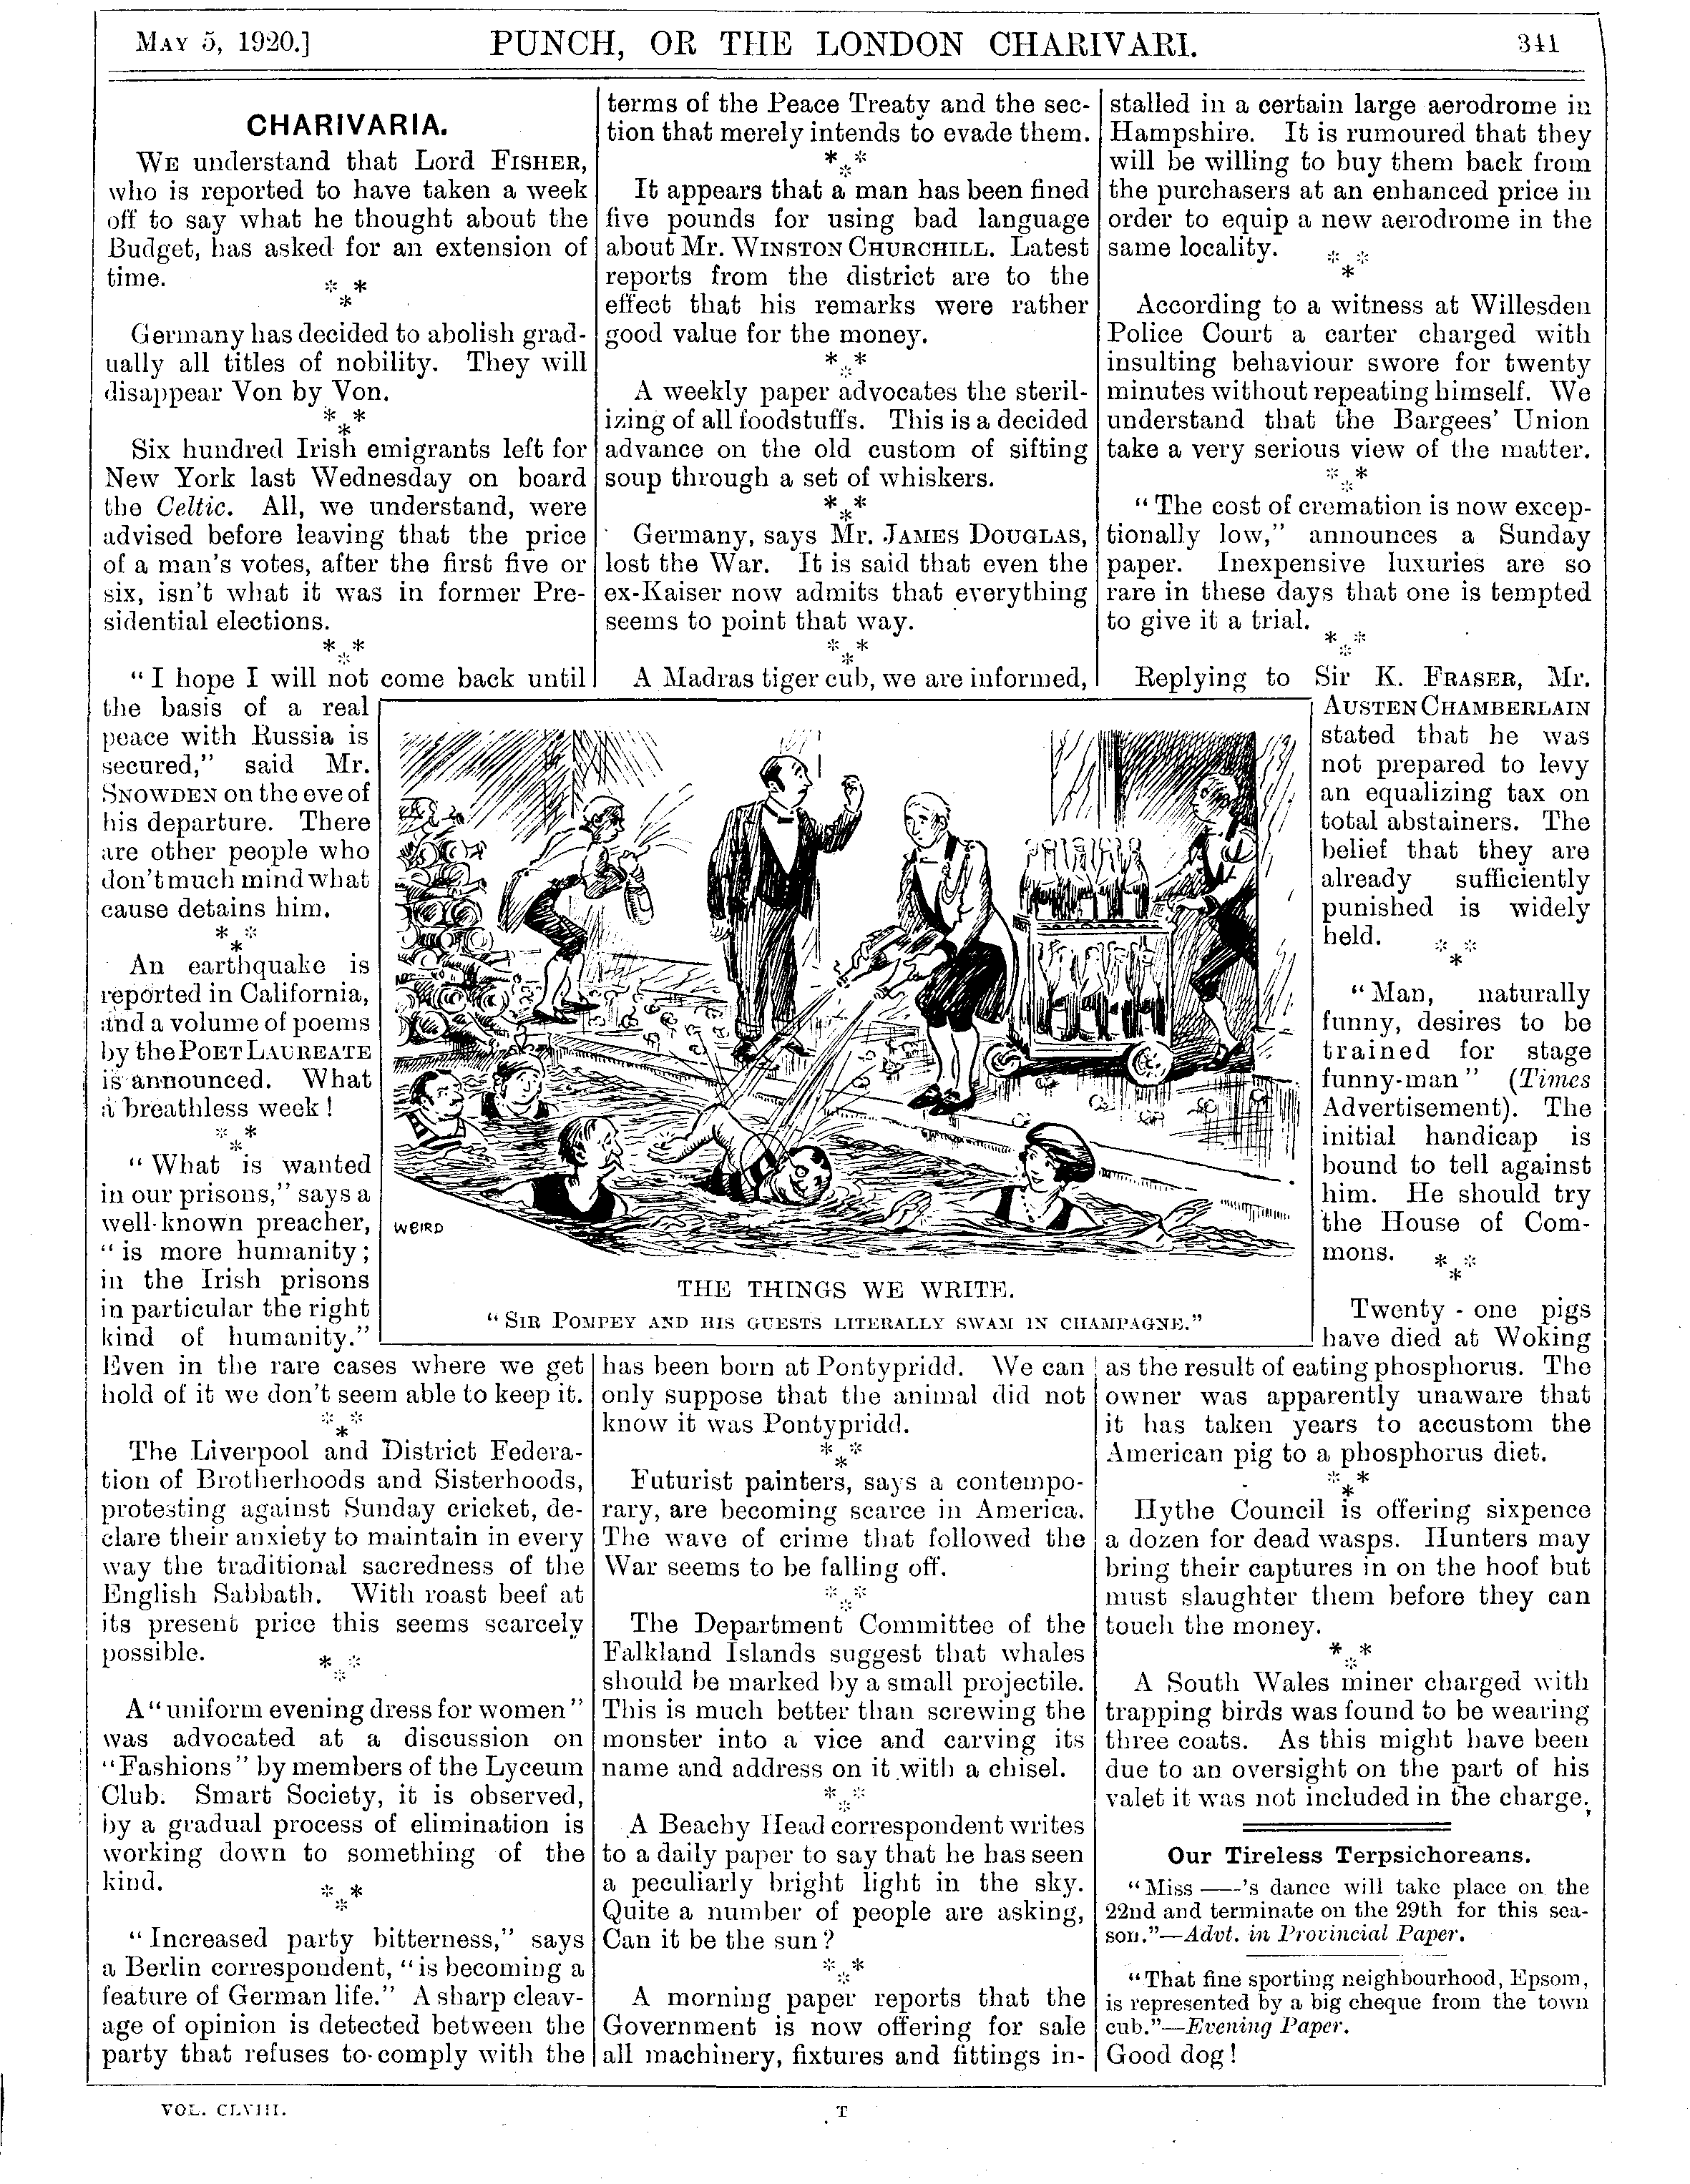 MAY 5, 1920.]
PUNCH, OR THE LONDON CHARIVARI.
341
CHARIVARIA.
WE understand that Lord FISHER,
who is reported to have taken a week
off to say what he thought about the
Budget, has asked for an extension of
time.
* *
*
Germany has decided to abolish grad-
ually all titles of nobility. They will
disappear Von by Von.
* *
*
Six hundred Irish emigrants left for
New York last Wednesday on board
the Celtic. All, we understand, were
advised before leaving that the price
of a man's votes, after the first five or
six, isn't what it was in former Pre-
sidential elections.
* *
*
"I hope I will not come back until
the basis of a real
peace with Russia is
secured," said Mr.
SNOWDEN on the eve of
his departure. There
are other people who
don't much mind what
cause detains him.
* *
*
An earthquake is
reported in California,
and a volume of poems
by the POET LAUREATE
is announced. What
a breathless week!
* *
*
"What is wanted
in our prisons," says a
well-known preacher,
"is more humanity;
in the Irish prisons
in particular the right
kind of humanity."
Even in the rare cases where we get
hold of it we don't seem able to keep it.
* *
*
The Liverpool and District Federa-
tion of Brotherhoods and Sisterhoods,
protesting against Sunday cricket, de-
clare their anxiety to maintain in every
way the traditional sacredness of the
English Sabbath. With roast beef at
its present price this seems scarcely
possible.
* *
*
A "uniform evening dress for women"
was advocated at a discussion on
"Fashions" by members of the Lyceum
Club. Smart Society, it is observed,
by a gradual process of elimination is
working down to something of the
kind.
* *
*
"Increased party bitterness," says
a Berlin correspondent, "is becoming a
feature of German life." A sharp cleav-
age of opinion is detected between the
party that refuses to comply with the
terms of the Peace Treaty and the sec-
tion that merely intends to evade them.
* *
*
It appears that a man has been fined
five pounds for using bad language
about Mr. WINSTON CHURCHILL. Latest
reports from the district are to the
effect that his remarks were rather
good value for the money.
* *
*
A weekly paper advocates the steril-
izing of all foodstuffs. This is a decided
advance on the old custom of sifting
soup through a set of whiskers.
* *
*
Germany, says Mr. JAMES DOUGLAS,
lost the War. It is said that even the
ex-Kaiser now admits that everything
seems to point that way.
* *
*
A Madras tiger cub, we are informed,
WEIRD
THE THINGS WE WRITE.
"SIR POMPEY AND HIS GUESTS LITERALLY SWAM IN CHAMPAGNE."
has been born at Pontypridd. We can
only suppose that the animal did not
know it was Pontypridd.
* *
*
Futurist painters, says a contempo-
rary, are becoming scarce in America.
The wave of crime that followed the
War seems to be falling off.
* *
*
The Department Committee of the
Falkland Islands suggest that whales
should be marked by a small projectile.
This is much better than screwing the
monster into a vice and carving its
name and address on it with a chisel.
* *
*
A Beachy Head correspondent writes
to a daily paper to say that he has seen
a peculiarly bright light in the sky.
Quite a number of people are asking,
Can it be the sun?
* *
*
A morning paper reports that the
Government is now offering for sale
all machinery, fixtures and fittings in-
stalled in a certain large aerodrome in
Hampshire. It is rumoured that they
will be willing to buy them back from
the purchasers at an enhanced price in
order to equip a new aerodrome in the
same locality.
* *
*
According to a witness at Willesden
Police Court a carter charged with
insulting behaviour swore for twenty
minutes without repeating himself. We
understand that the Bargees' Union
take a very serious view of the matter.
* *
*
"The cost of cremation is now excep-
tionally low," announces a Sunday
paper. Inexpensive luxuries are so
rare in these days that one is tempted
to give it a trial.
* *
*
Replying to Sir K. FRASER, Mr.
AUSTEN CHAMBERLAIN
stated that he was
not prepared to levy
an equalizing tax on
total abstainers. The
belief that they are
already sufficiently
punished is widely
held.
* *
*
"Man, naturally
funny, desires to be
trained for stage
funny-man" (Times
Advertisement). The
initial handicap is
bound to tell against
him. He should try
the House of Com-
mons.
* *
*
Twenty-one pigs
have died at Woking
as the result of eating phosphorus. The
owner was apparently unaware that
it has taken years to accustom the
American pig to a phosphorus diet.
* *
*
Hythe Council is offering sixpence
a dozen for dead wasps. Hunters may
bring their captures in on the hoof but
must slaughter them before they can
touch the money.
* *
*
A South Wales miner charged with
trapping birds was found to be wearing
three coats. As this might have been
due to an oversight on the part of his
valet it was not included in the charge.
Our Tireless Terpsichoreans.
"Miss ——'s dance will take place on the
22nd and terminate on the 29th for this sea-
son."—Advt. in Provincial Paper.
"That fine sporting neighbourhood, Epsom,
is represented by a big cheque from the town
cub."—Evening Paper.
Good dog!
VOL. CLVIII.
T